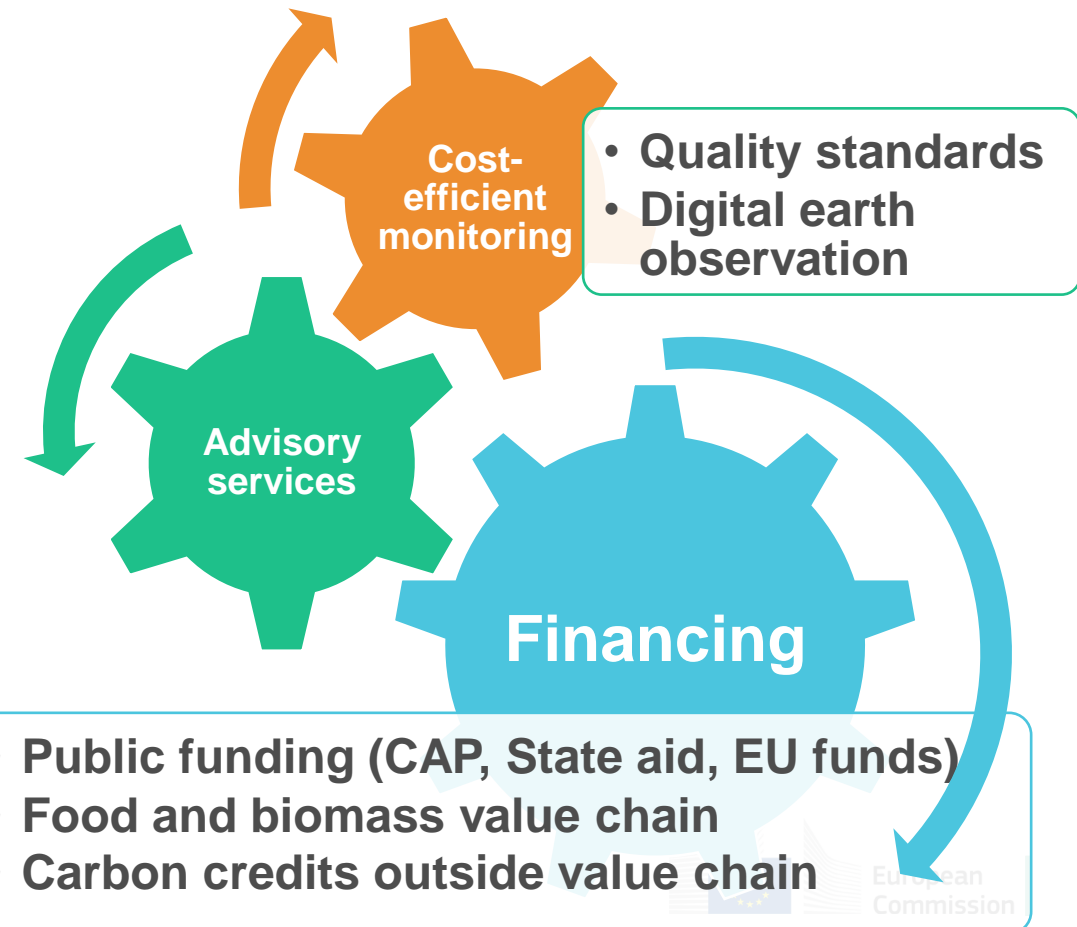 Cost-
efficient
monitoring
• Quality standards
• Digital earth
observation
Advisory
services
Financing
Public funding (CAP, State aid, EU funds)
Food and biomass value chain
Carbon credits outside value chain
European
Commission